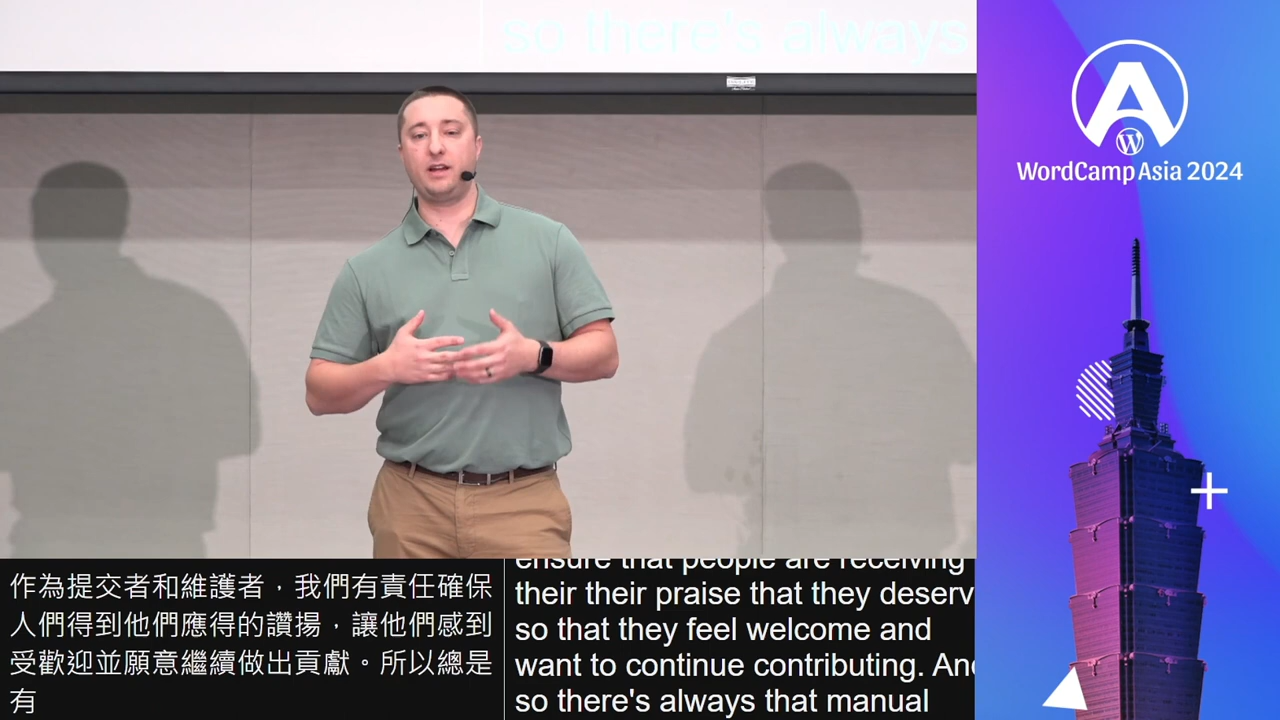 so there's always
WordCamp Asia 2024
作為提交者和維護者，我們有責任確保
人們得到他們應得的讚揚，讓他們感到
受歡迎並願意繼續做出貢獻。所以總是
有
ensure that people are receiving
their their praise that they deserv
so that they feel welcome and
want to continue contributing. And
so there's always that manual